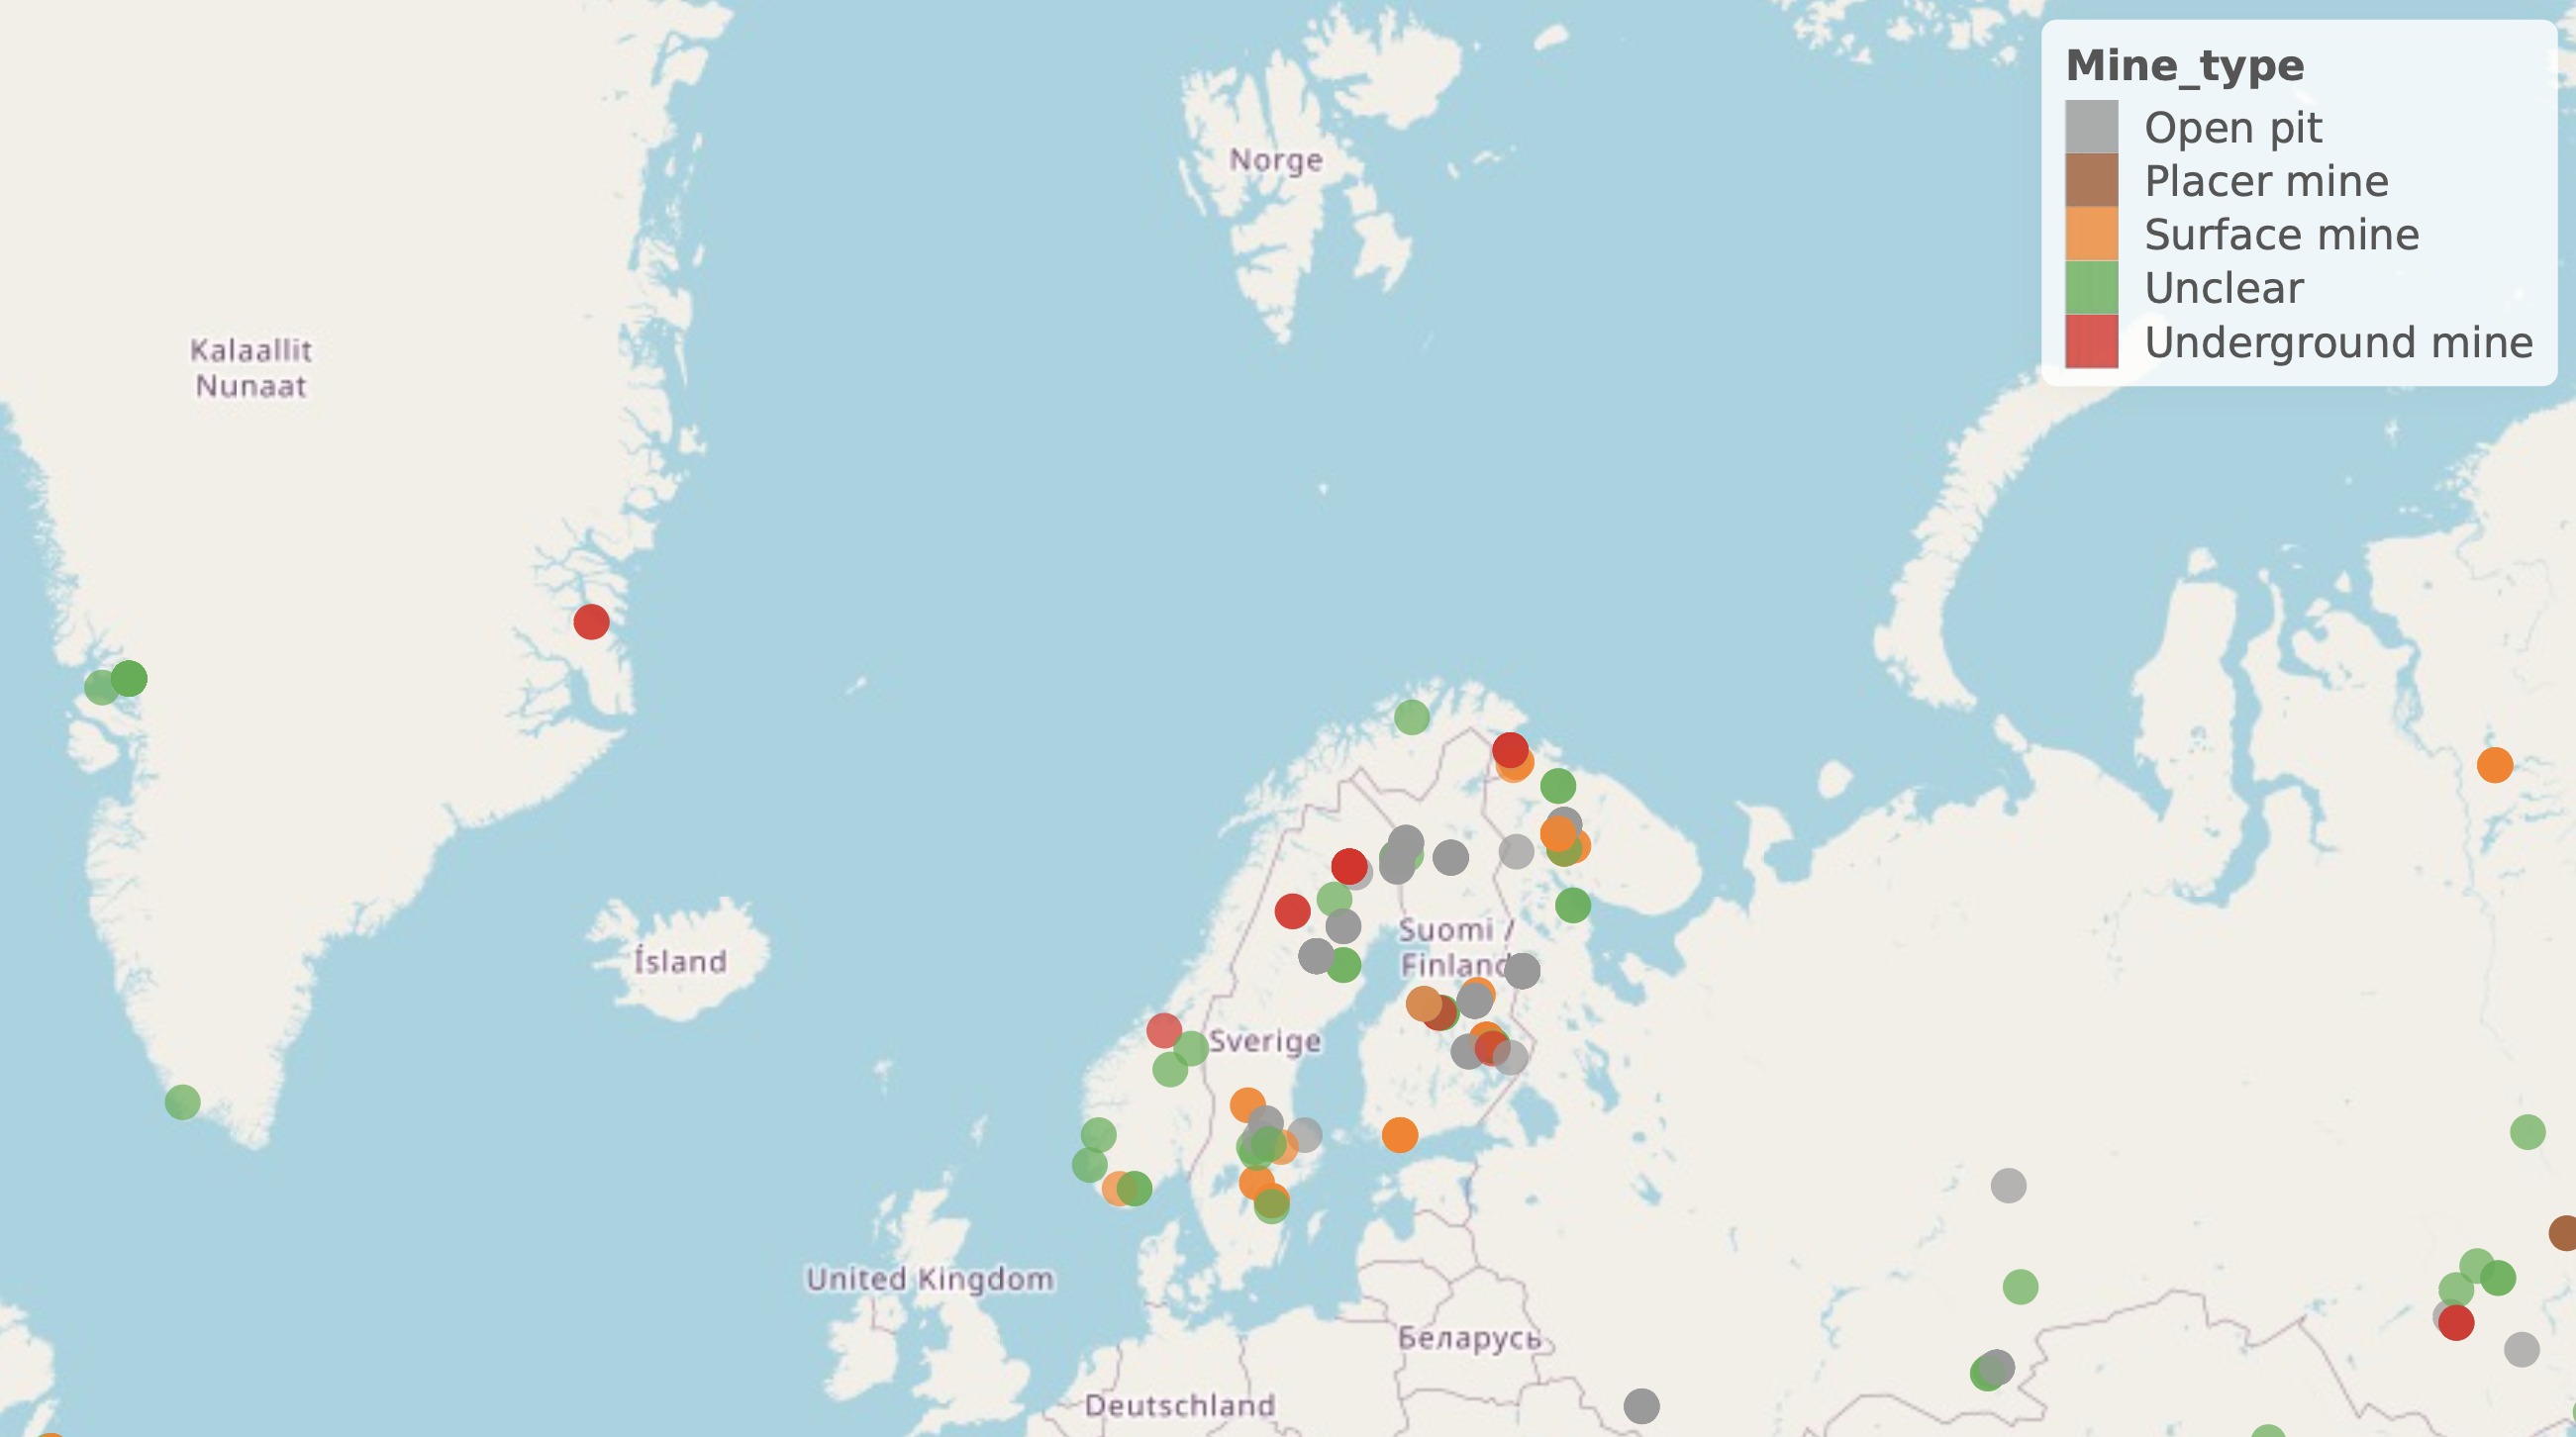 Mine_type
Open pit
Placer mine
Surface mine
Unclear
Underground mine
Norge
Kalaallit
Nunaat
Suomi /
Finland
Ísland
Sverige
United Kingdom
Беларусь
Deutschland